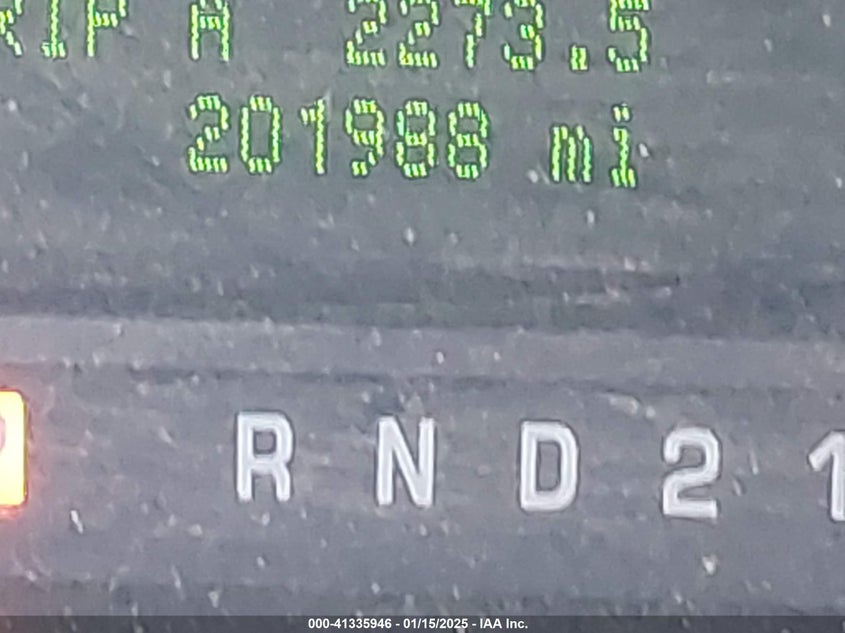 TRIP A 2273.5
201988 mi
P R N D 2 1
000-41335946 - 01/15/2025 - IAA Inc.